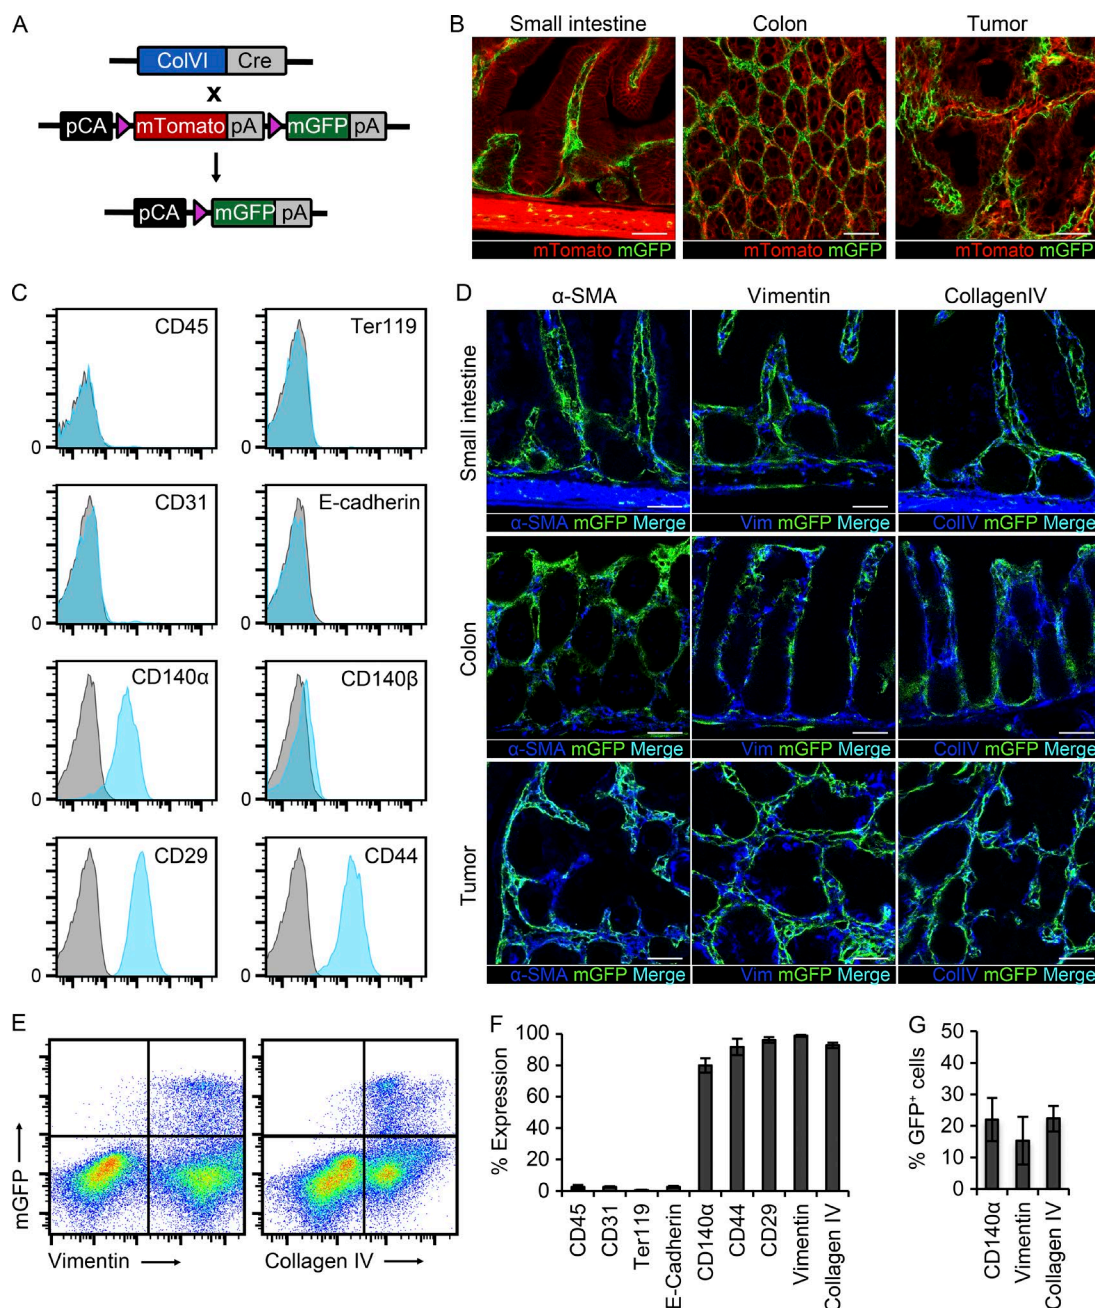 A
ColVI Cre
x
pCA mTomato pA mGFP pA
pCA mGFP pA
B
Small intestine Colon Tumor
mTomato mGFP mTomato mGFP mTomato mGFP
C
CD45 Ter119
0 0
CD31 E-cadherin
0 0
CD140α CD140β
0 0
CD29 CD44
0 0
D
α-SMA Vimentin CollagenIV
Small intestine
α-SMA mGFP Merge Vim mGFP Merge ColIV mGFP Merge
Colon
α-SMA mGFP Merge Vim mGFP Merge ColIV mGFP Merge
Tumor
α-SMA mGFP Merge Vim mGFP Merge ColIV mGFP Merge
E
mGFP
Vimentin Collagen IV
F
% Expression
100
80
60
40
20
0
CD45 CD31 Ter119 E-Cadherin CD140α CD44 CD29 Vimentin Collagen IV
G
% GFP⁺ cells
50
40
30
20
10
0
CD140α Vimentin Collagen IV